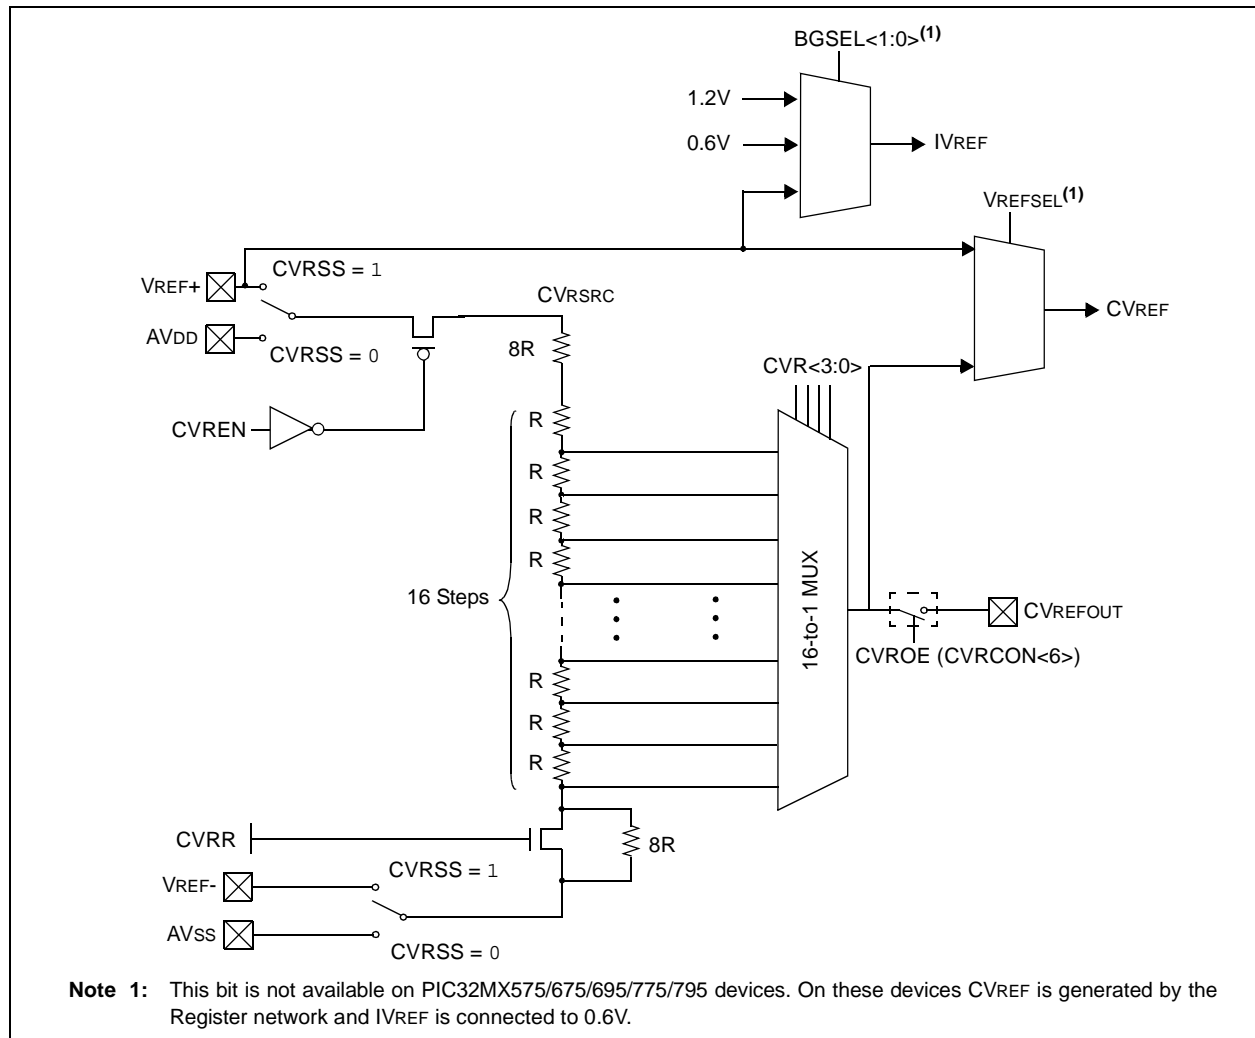 BGSEL<1:0>(1)
1.2V
0.6V
IVREF
VREFSEL(1)
VREF+
CVRSS = 1
AVDD
CVRSS = 0
CVRSRC
8R
CVREF
CVREN
CVR<3:0>
R
R
R
R
16 Steps
16-to-1 MUX
CVREFOUT
CVROE (CVRCON<6>)
R
R
R
CVRR
8R
CVRSS = 1
VREF-
AVSS
CVRSS = 0
Note 1: This bit is not available on PIC32MX575/675/695/775/795 devices. On these devices CVREF is generated by the
Register network and IVREF is connected to 0.6V.